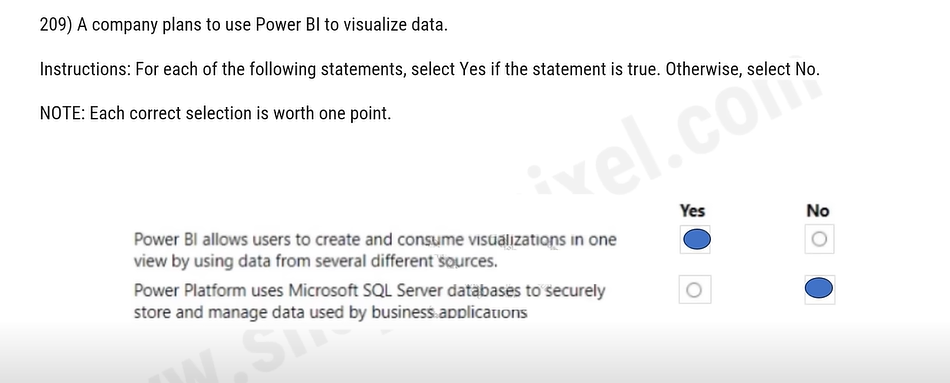 209) A company plans to use Power BI to visualize data.
Instructions: For each of the following statements, select Yes if the statement is true. Otherwise, select No.
NOTE: Each correct selection is worth one point.
ixel.com
Yes No
Power BI allows users to create and consume visualizations in one
view by using data from several different sources.
Power Platform uses Microsoft SQL Server databases to securely
store and manage data used by business applications